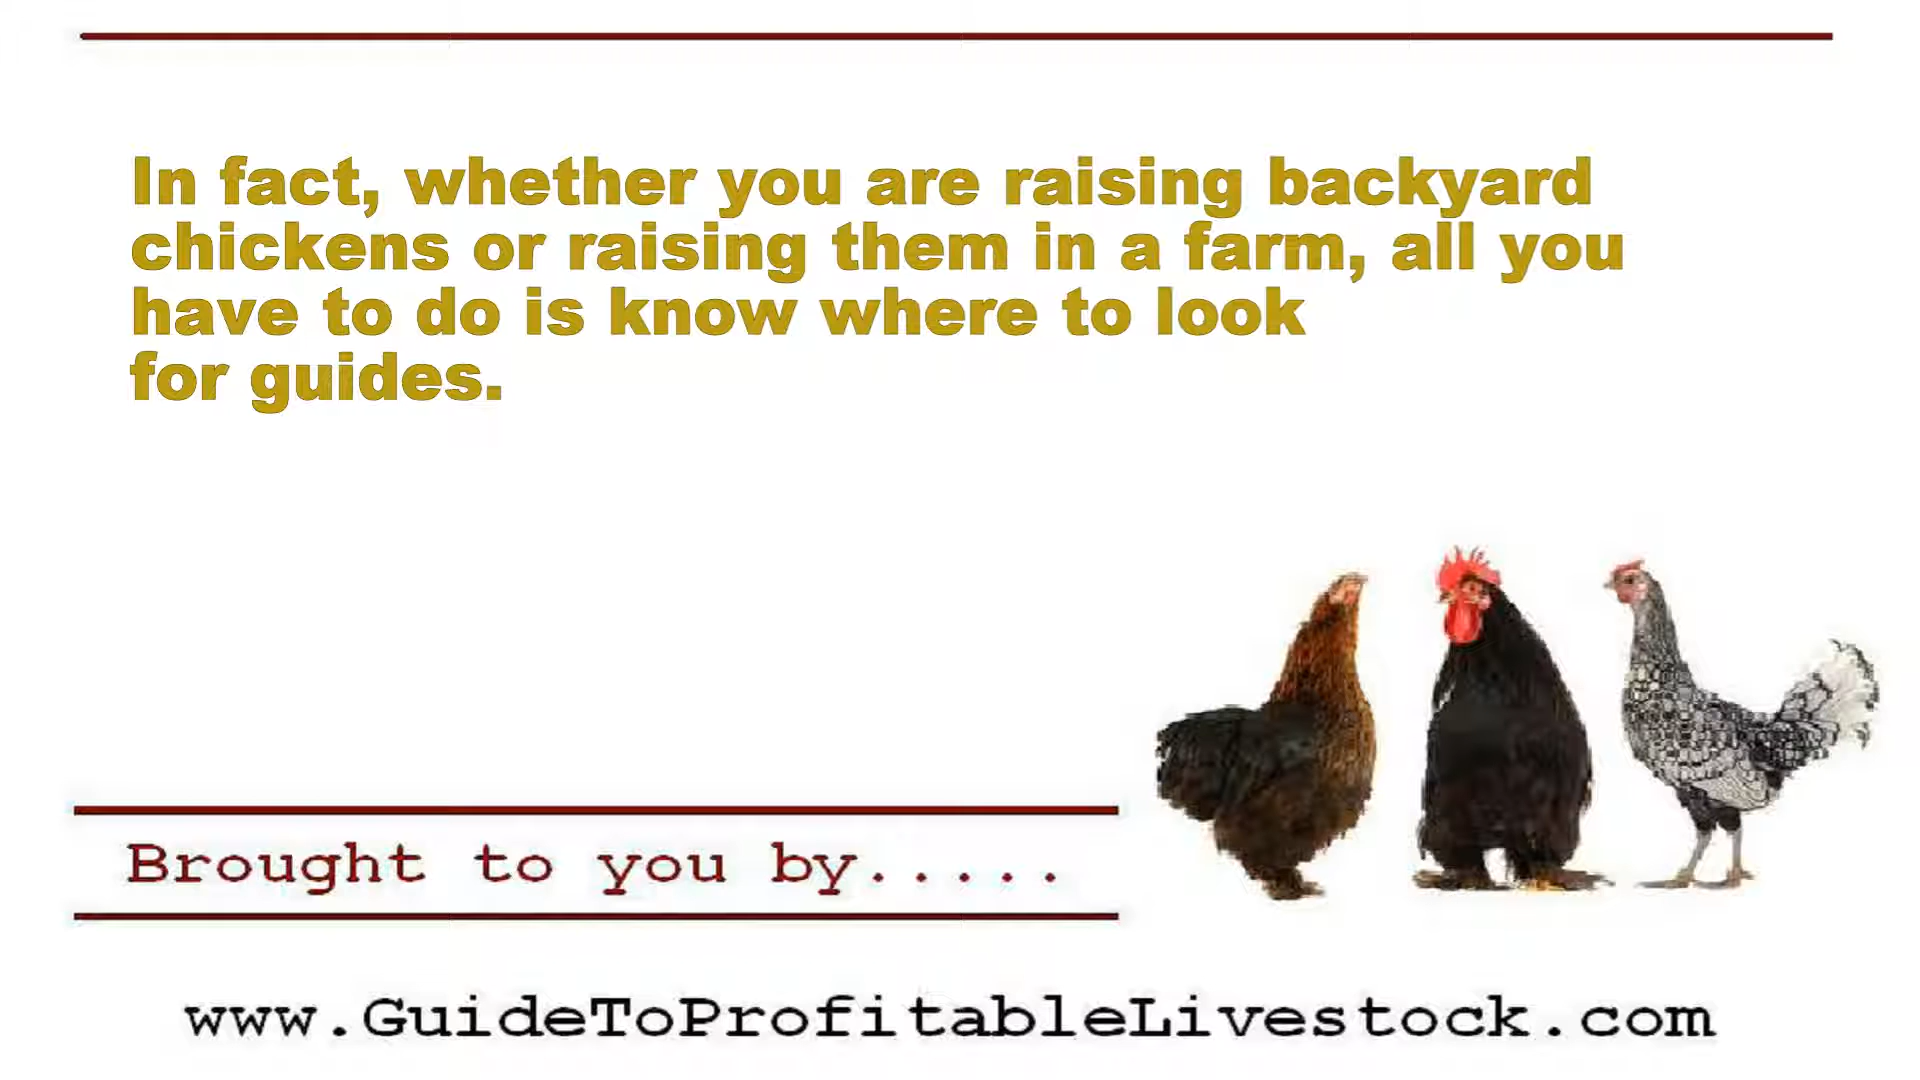 In fact, whether you are raising backyard
chickens or raising them in a farm, all you
have to do is know where to look
for guides.
Brought to you by.....
www.GuideToProfitableLivestock.com